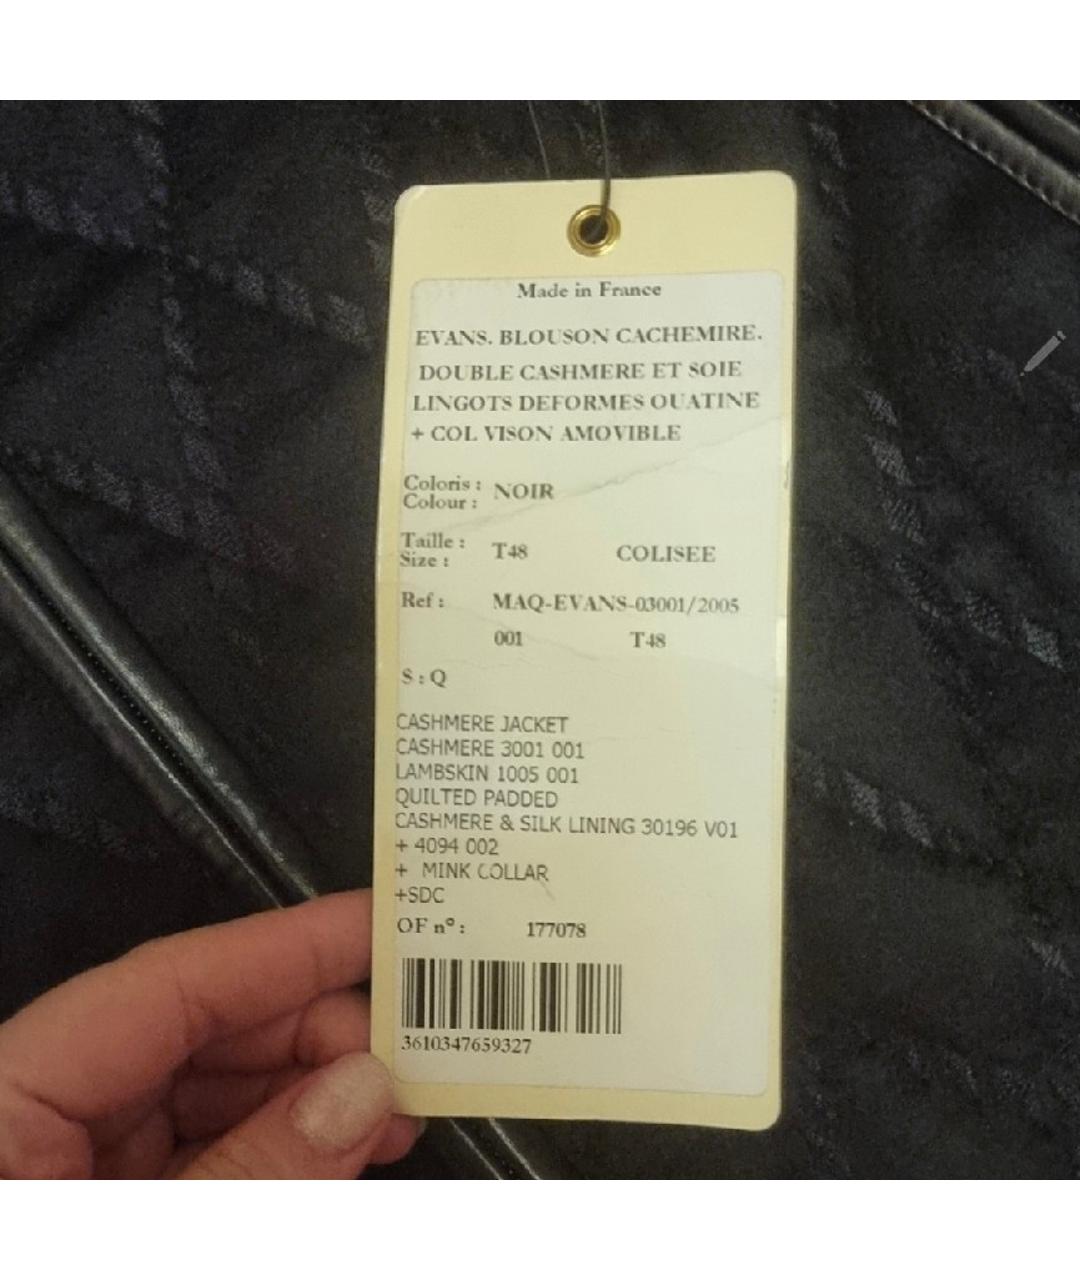 Made in France
EVANS. BLOUSON CACHEMIRE.
DOUBLE CASHMERE ET SOIE
LINGOTS DEFORMES OUATINE
+ COL VISON AMOVIBLE
Coloris :
Colour : NOIR
Taille :
Size : T48 COLISEE
Ref : MAQ-EVANS-03001/2005
001 T48
S : Q
CASHMERE JACKET
CASHMERE 3001 001
LAMBSKIN 1005 001
QUILTED PADDED
CASHMERE & SILK LINING 30196 V01
+ 4094 002
+ MINK COLLAR
+SDC
OF n° : 177078
3610347659327